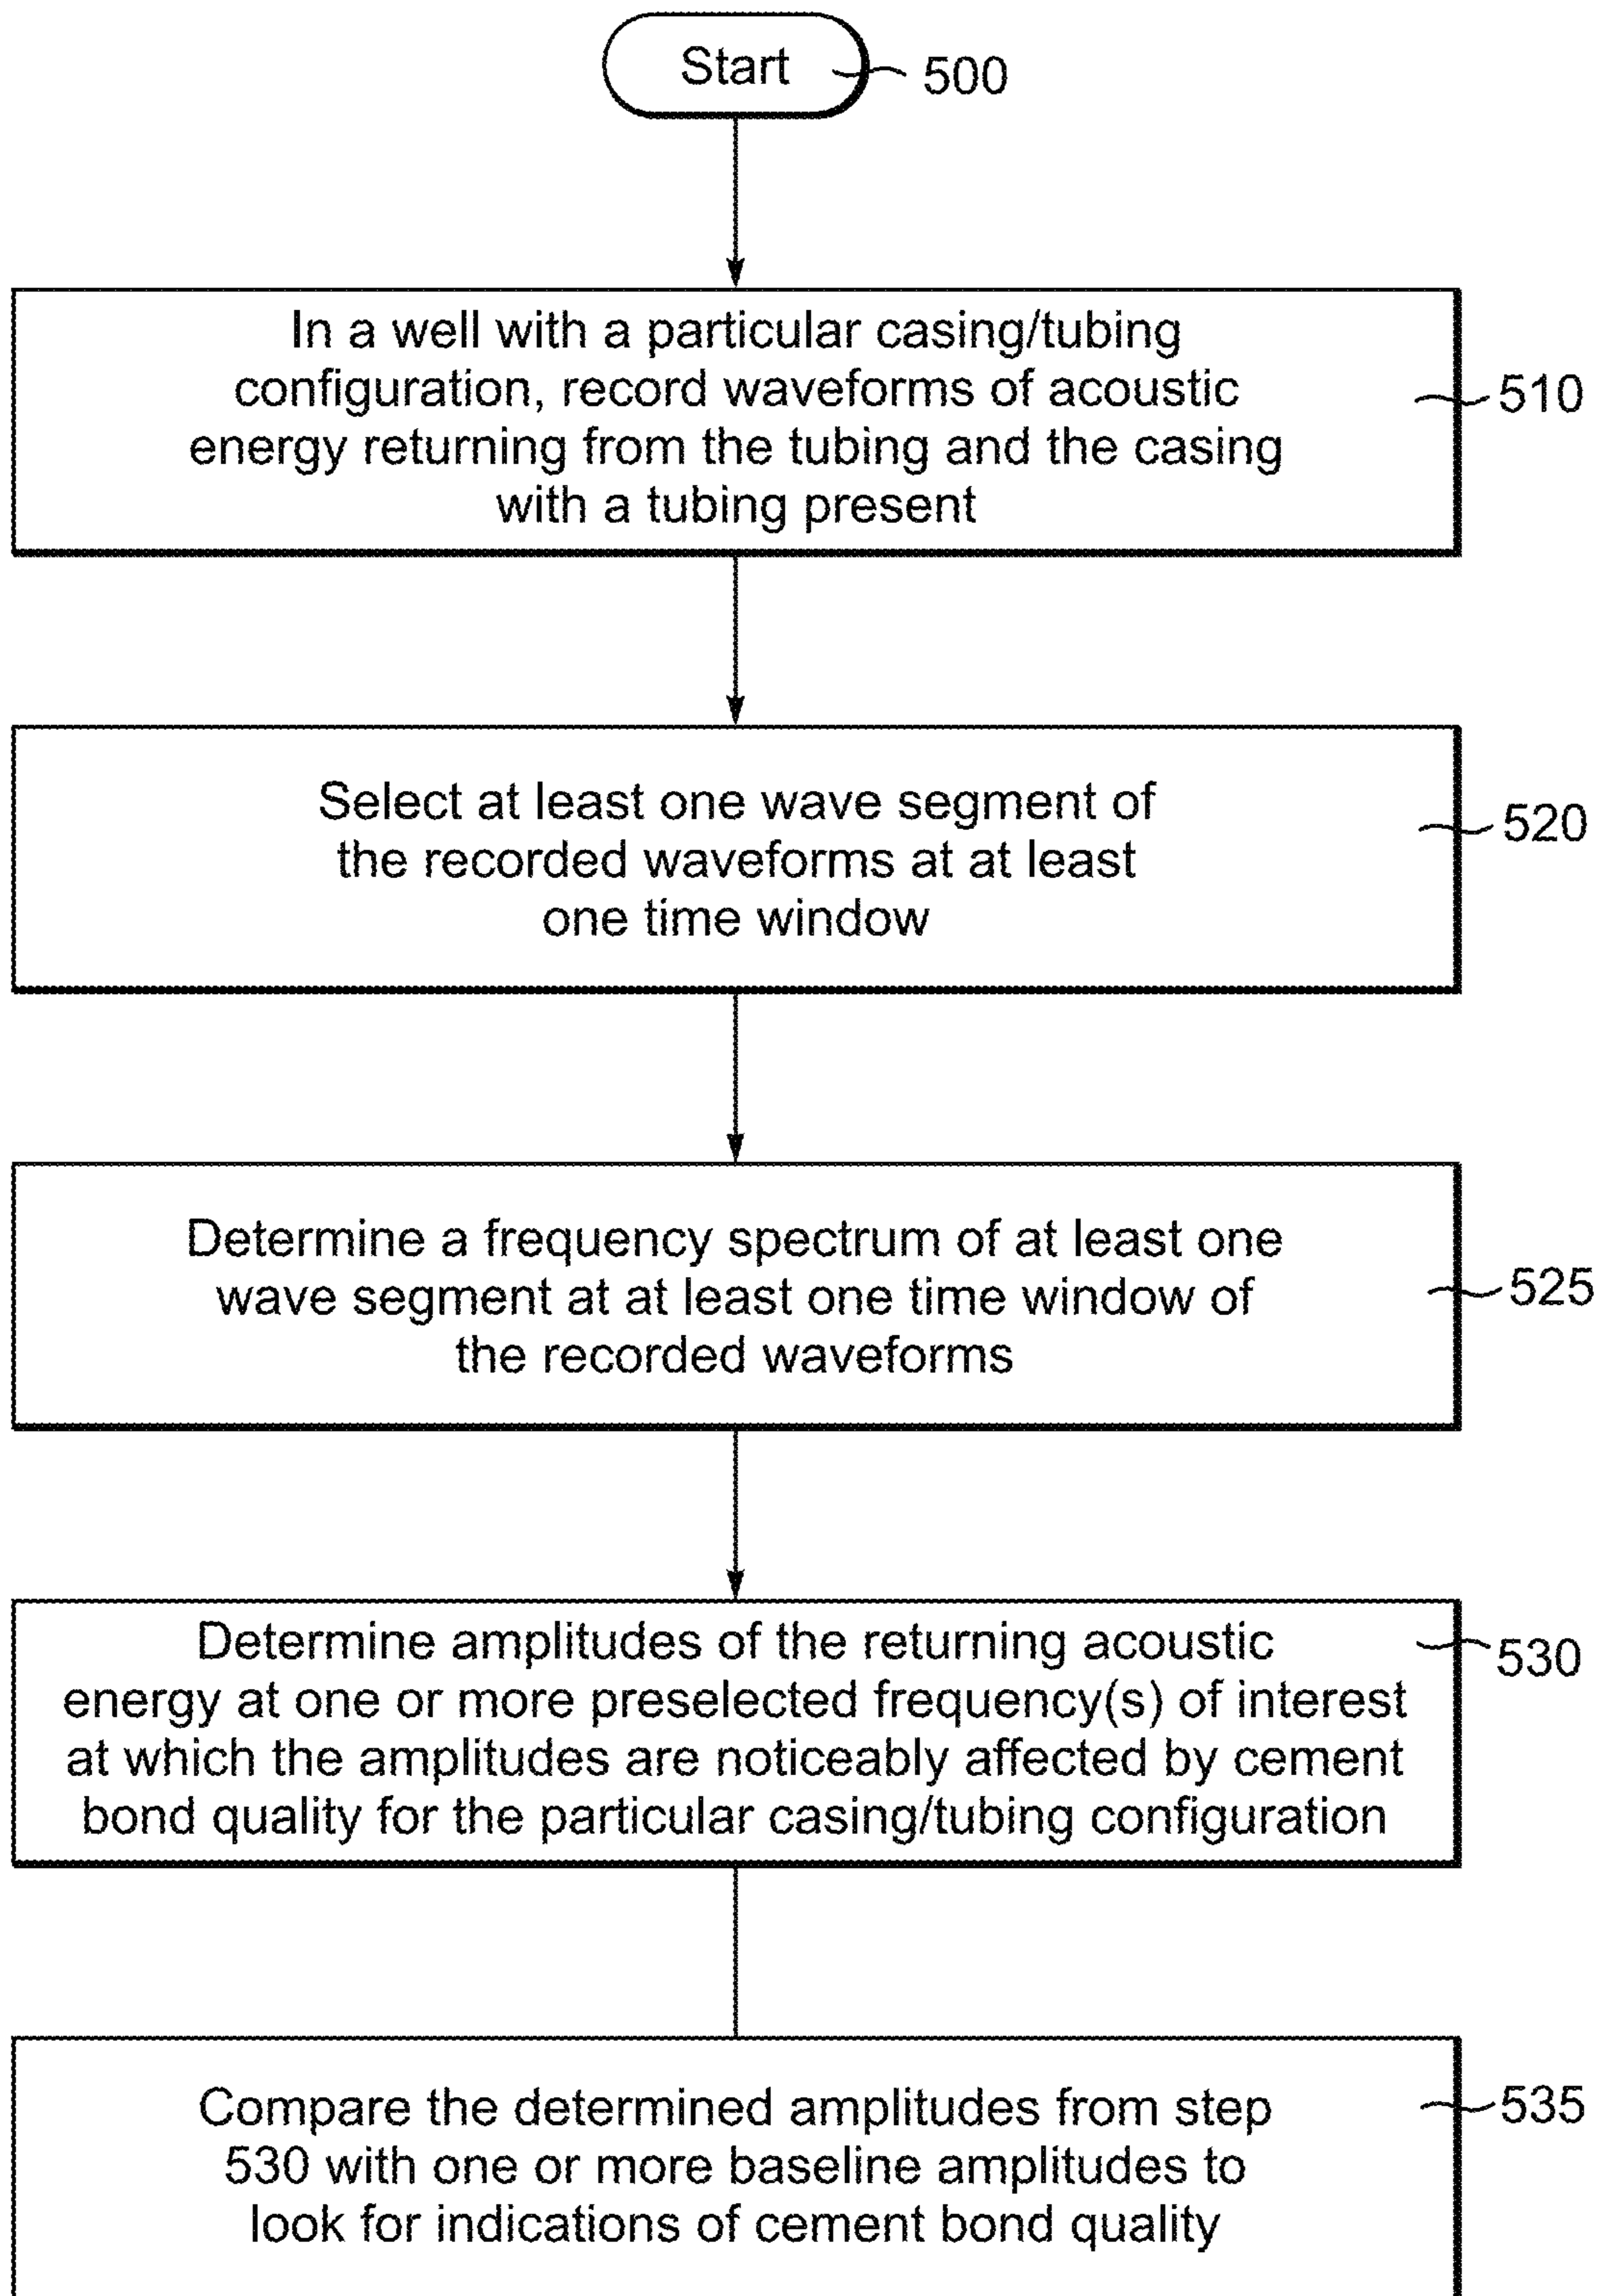 Start
500
In a well with a particular casing/tubing
configuration, record waveforms of acoustic
energy returning from the tubing and the casing
with a tubing present
510
Select at least one wave segment of
the recorded waveforms at at least
one time window
520
Determine a frequency spectrum of at least one
wave segment at at least one time window of
the recorded waveforms
525
Determine amplitudes of the returning acoustic
energy at one or more preselected frequency(s) of interest
at which the amplitudes are noticeably affected by cement
bond quality for the particular casing/tubing configuration
530
Compare the determined amplitudes from step
530 with one or more baseline amplitudes to
look for indications of cement bond quality
535